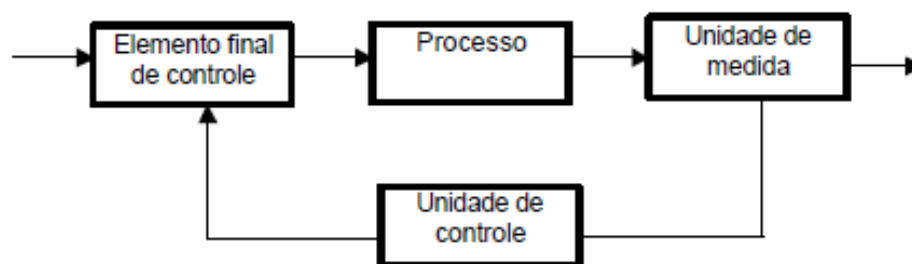 Elemento final
de controle
Processo
Unidade de
medida
Unidade de
controle